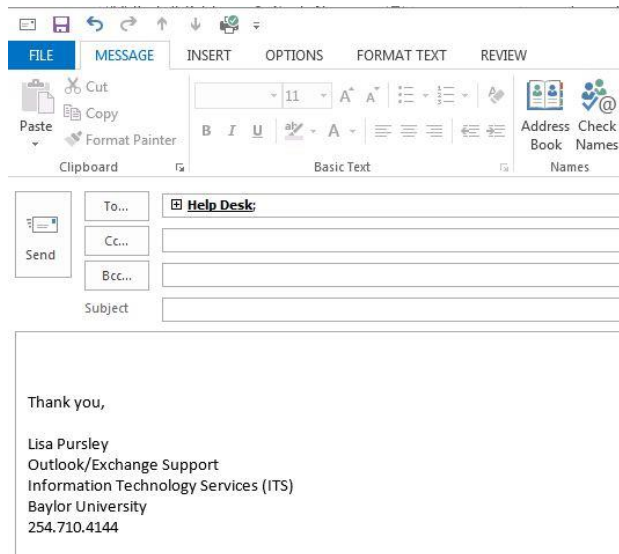 FILE MESSAGE INSERT OPTIONS FORMAT TEXT REVIEW
Cut
Copy
Format Painter
Paste
11
A A
B I U aby A
Address Book
Check Names
Clipboard
Basic Text
Names
To...
Help Desk;
Send
Cc...
Bcc...
Subject
Thank you,
Lisa Pursley
Outlook/Exchange Support
Information Technology Services (ITS)
Baylor University
254.710.4144